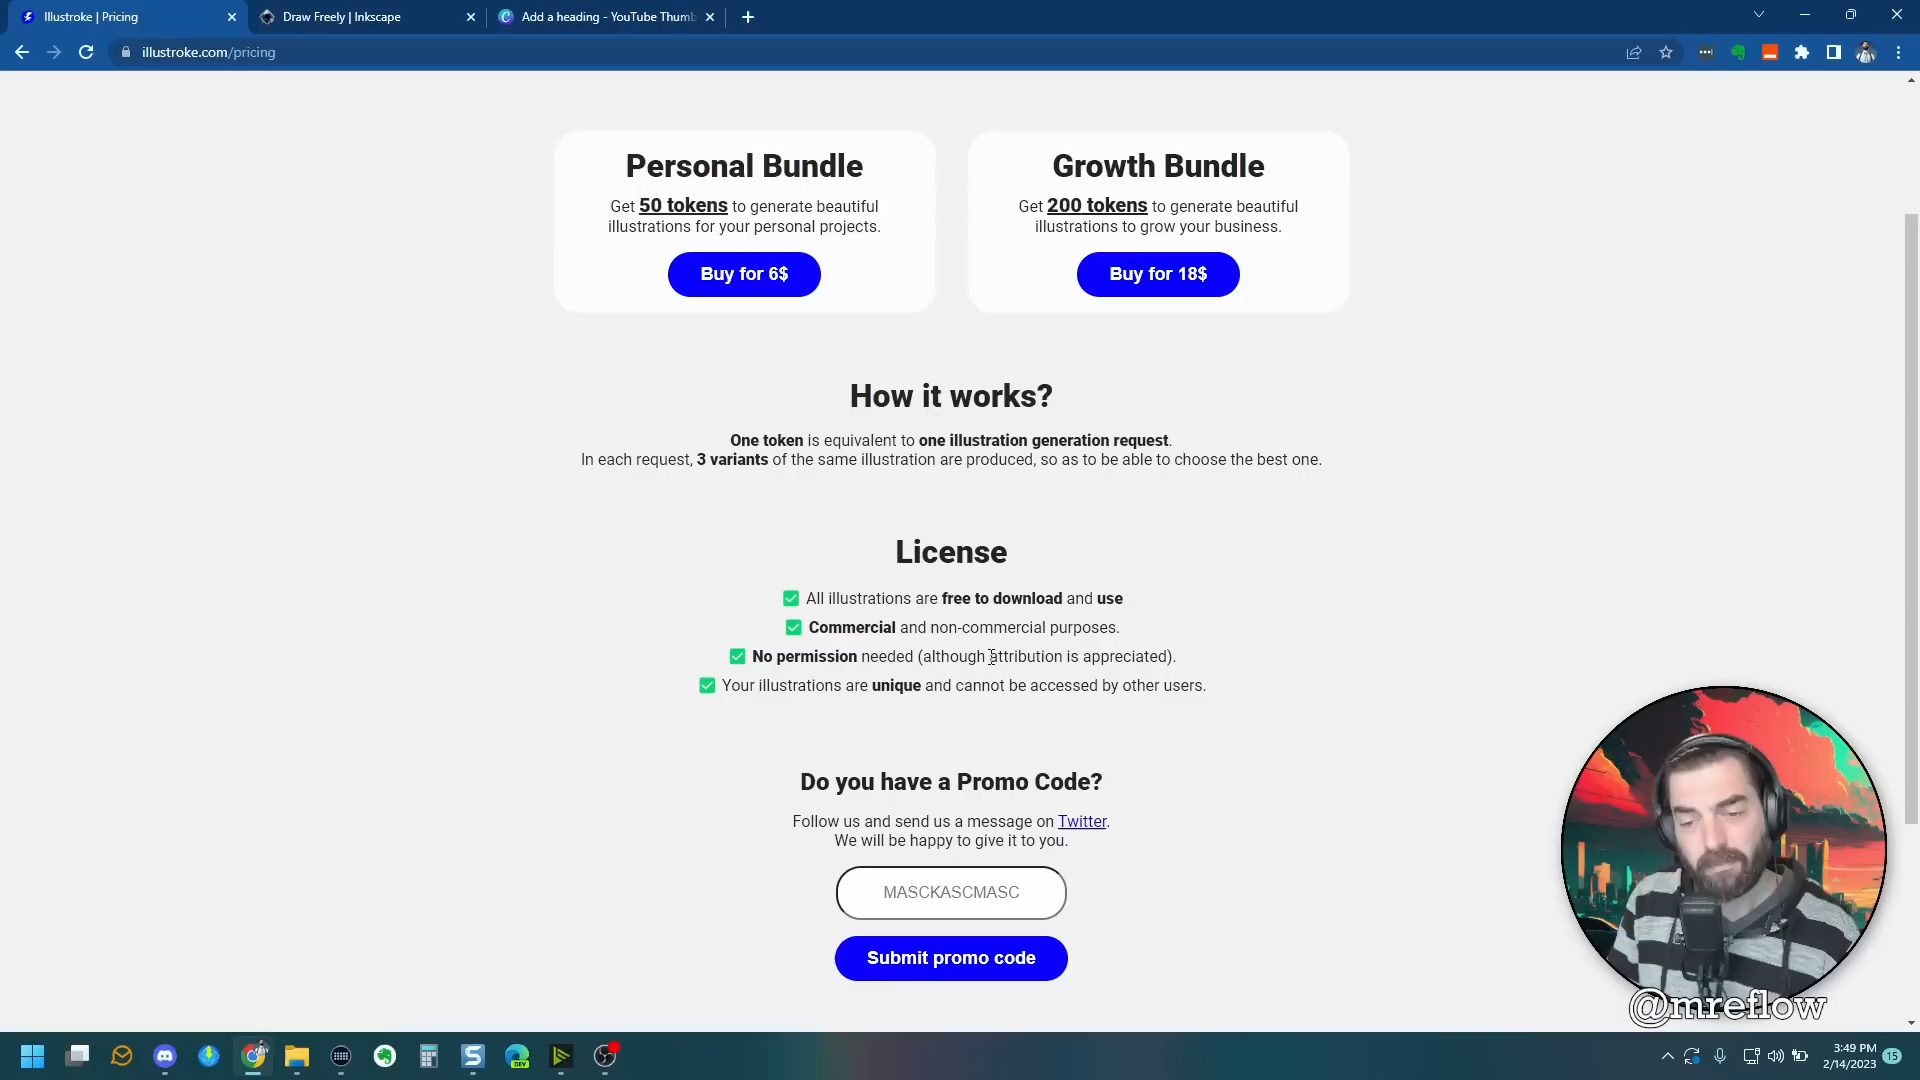 Illustroke | Pricing
Draw Freely | Inkscape
Add a heading - YouTube Thumb
illustroke.com/pricing
Personal Bundle
Get 50 tokens to generate beautiful
illustrations for your personal projects.
Buy for 6$
Growth Bundle
Get 200 tokens to generate beautiful
illustrations to grow your business.
Buy for 18$
How it works?
One token is equivalent to one illustration generation request.
In each request, 3 variants of the same illustration are produced, so as to be able to choose the best one.
License
All illustrations are free to download and use
Commercial and non-commercial purposes.
No permission needed (although attribution is appreciated).
Your illustrations are unique and cannot be accessed by other users.
Do you have a Promo Code?
Follow us and send us a message on Twitter.
We will be happy to give it to you.
MASCKASCMASC
Submit promo code
@mreflow
DEV
3:49 PM
2/14/2023
15